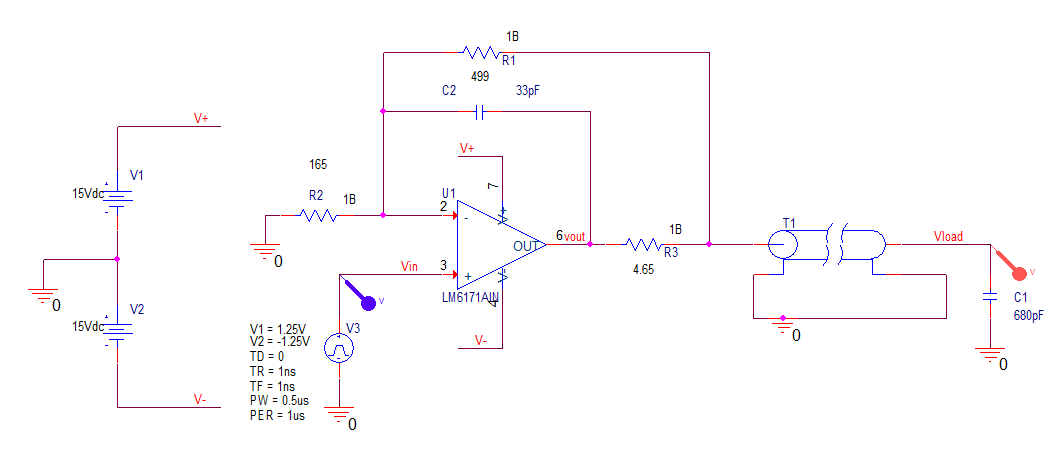 1B
R1
499
C2
33pF
V+
V+
165
7
V1
R2
1B
U1
15Vdc
2
-
V+
1B
6
vout
T1
OUT
R3
Vload
V
Vin
3
+
V-
4.65
0
0
C1
LM6171AIN
4
680pF
0
V2
V
15Vdc
V3
0
V1 = 1.25V
V2 = -1.25V
TD = 0
TR = 1ns
TF = 1ns
PW = 0.5us
PER = 1us
V-
0
V-
0